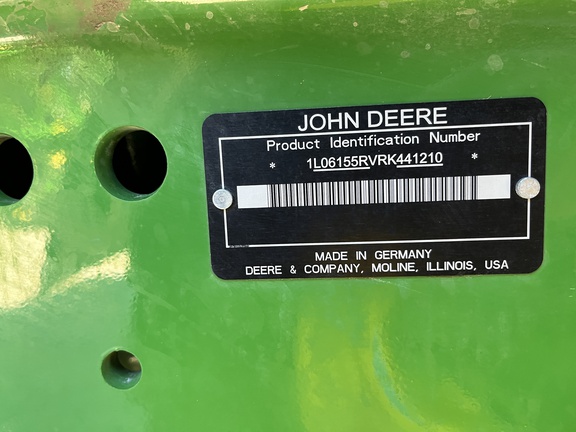 JOHN DEERE
Product Identification Number
* 1L06155RVRK441210 *
MADE IN GERMANY
DEERE & COMPANY, MOLINE, ILLINOIS, USA